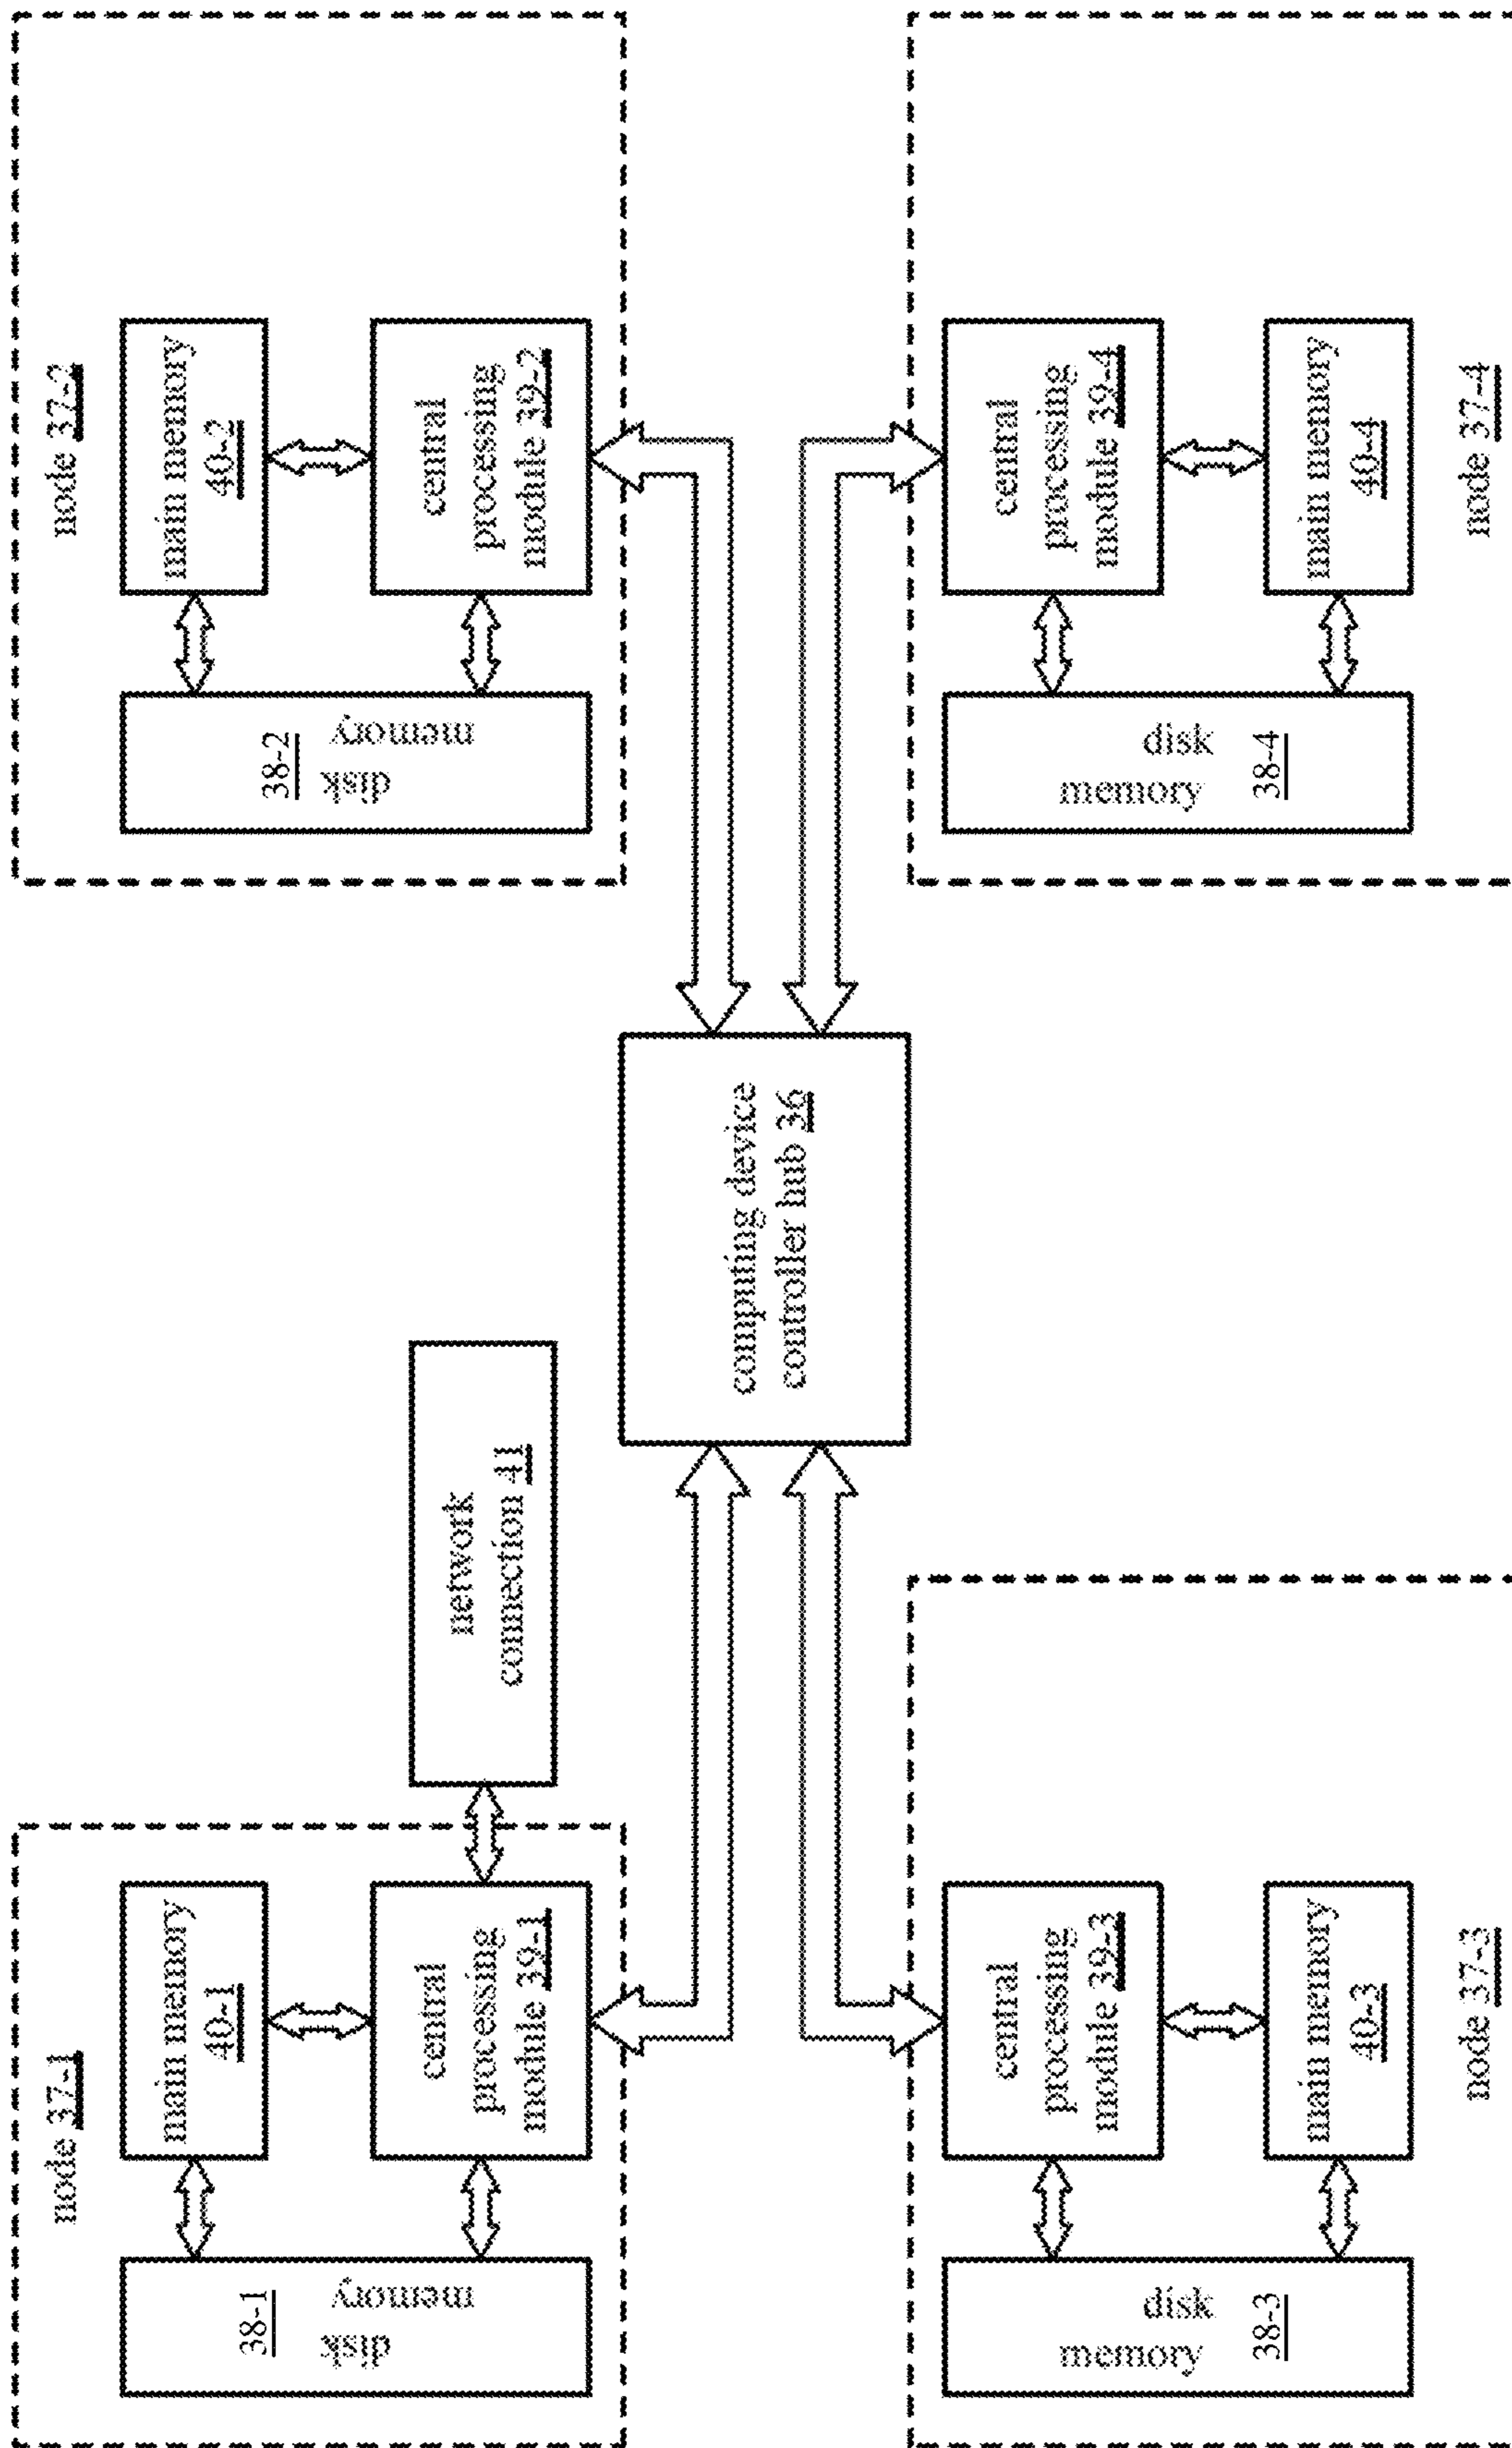 node 37-1
main memory
40-1
central
processing
module 39-1
disk
memory
38-1
network
connection 41
node 37-2
main memory
40-2
central
processing
module 39-2
disk
memory
38-2
computing device
controller hub 36
central
processing
module 39-3
main memory
40-3
disk
memory
38-3
node 37-3
central
processing
module 39-4
main memory
40-4
disk
memory
38-4
node 37-4